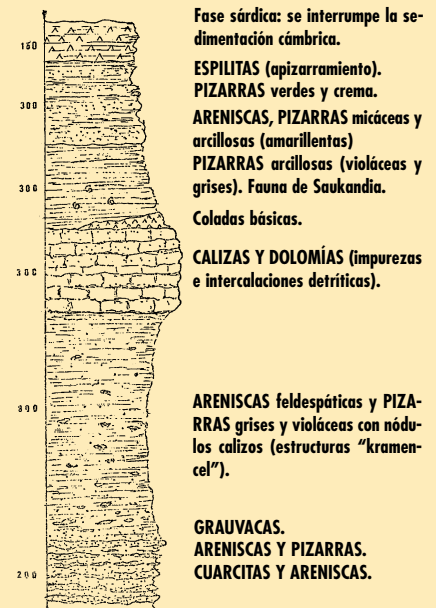 Fase sárdica: se interrumpe la se-
dimentación cámbrica.
150
ESPILITAS (apizarramiento).
PIZARRAS verdes y crema.
300
ARENISCAS, PIZARRAS micáceas y
arcillosas (amarillentas)
PIZARRAS arcillosas (violáceas y
grises). Fauna de Saukandia.
300
Coladas básicas.
CALIZAS Y DOLOMÍAS (impurezas
e intercalaciones detríticas).
300
ARENISCAS feldespáticas y PIZA-
RRAS grises y violáceas con nódu-
los calizos (estructuras “kramen-
cel”).
GRAUVACAS.
ARENISCAS Y PIZARRAS.
CUARCITAS Y ARENISCAS.
200